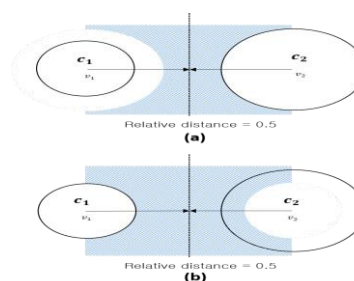 c₁ c₂
v₁ v₂
Relative distance = 0.5
(a)
c₁ c₂
v₁ v₂
Relative distance = 0.5
(b)